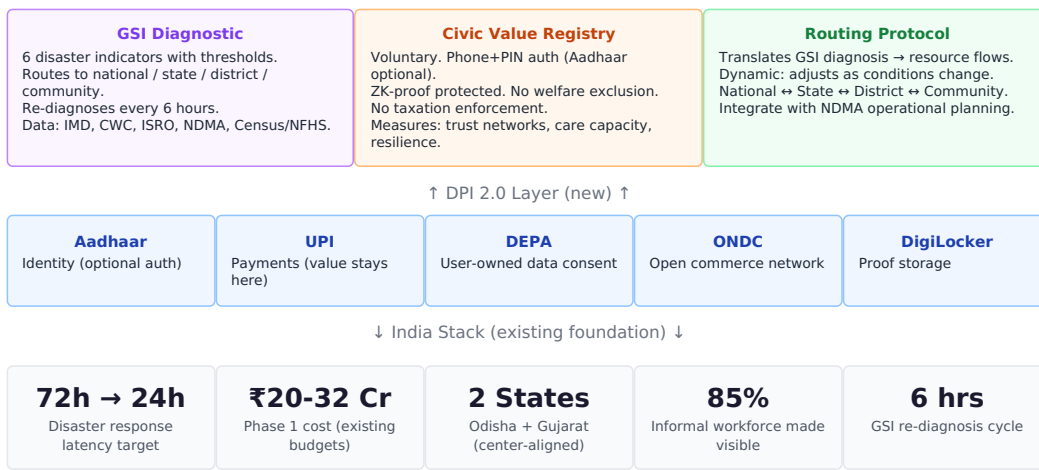 GSI Diagnostic
6 disaster indicators with thresholds.
Routes to national / state / district /
community.
Re-diagnoses every 6 hours.
Data: IMD, CWC, ISRO, NDMA, Census/NFHS.
Civic Value Registry
Voluntary. Phone+PIN auth (Aadhaar
optional).
ZK-proof protected. No welfare exclusion.
No taxation enforcement.
Measures: trust networks, care capacity,
resilience.
Routing Protocol
Translates GSI diagnosis → resource flows.
Dynamic: adjusts as conditions change.
National ↔ State ↔ District ↔ Community.
Integrate with NDMA operational planning.
↑ DPI 2.0 Layer (new) ↑
Aadhaar
Identity (optional auth)
UPI
Payments (value stays
here)
DEPA
User-owned data consent
ONDC
Open commerce network
DigiLocker
Proof storage
↓ India Stack (existing foundation) ↓
72h → 24h
Disaster response
latency target
₹20-32 Cr
Phase 1 cost (existing
budgets)
2 States
Odisha + Gujarat
(center-aligned)
85%
Informal workforce made
visible
6 hrs
GSI re-diagnosis cycle